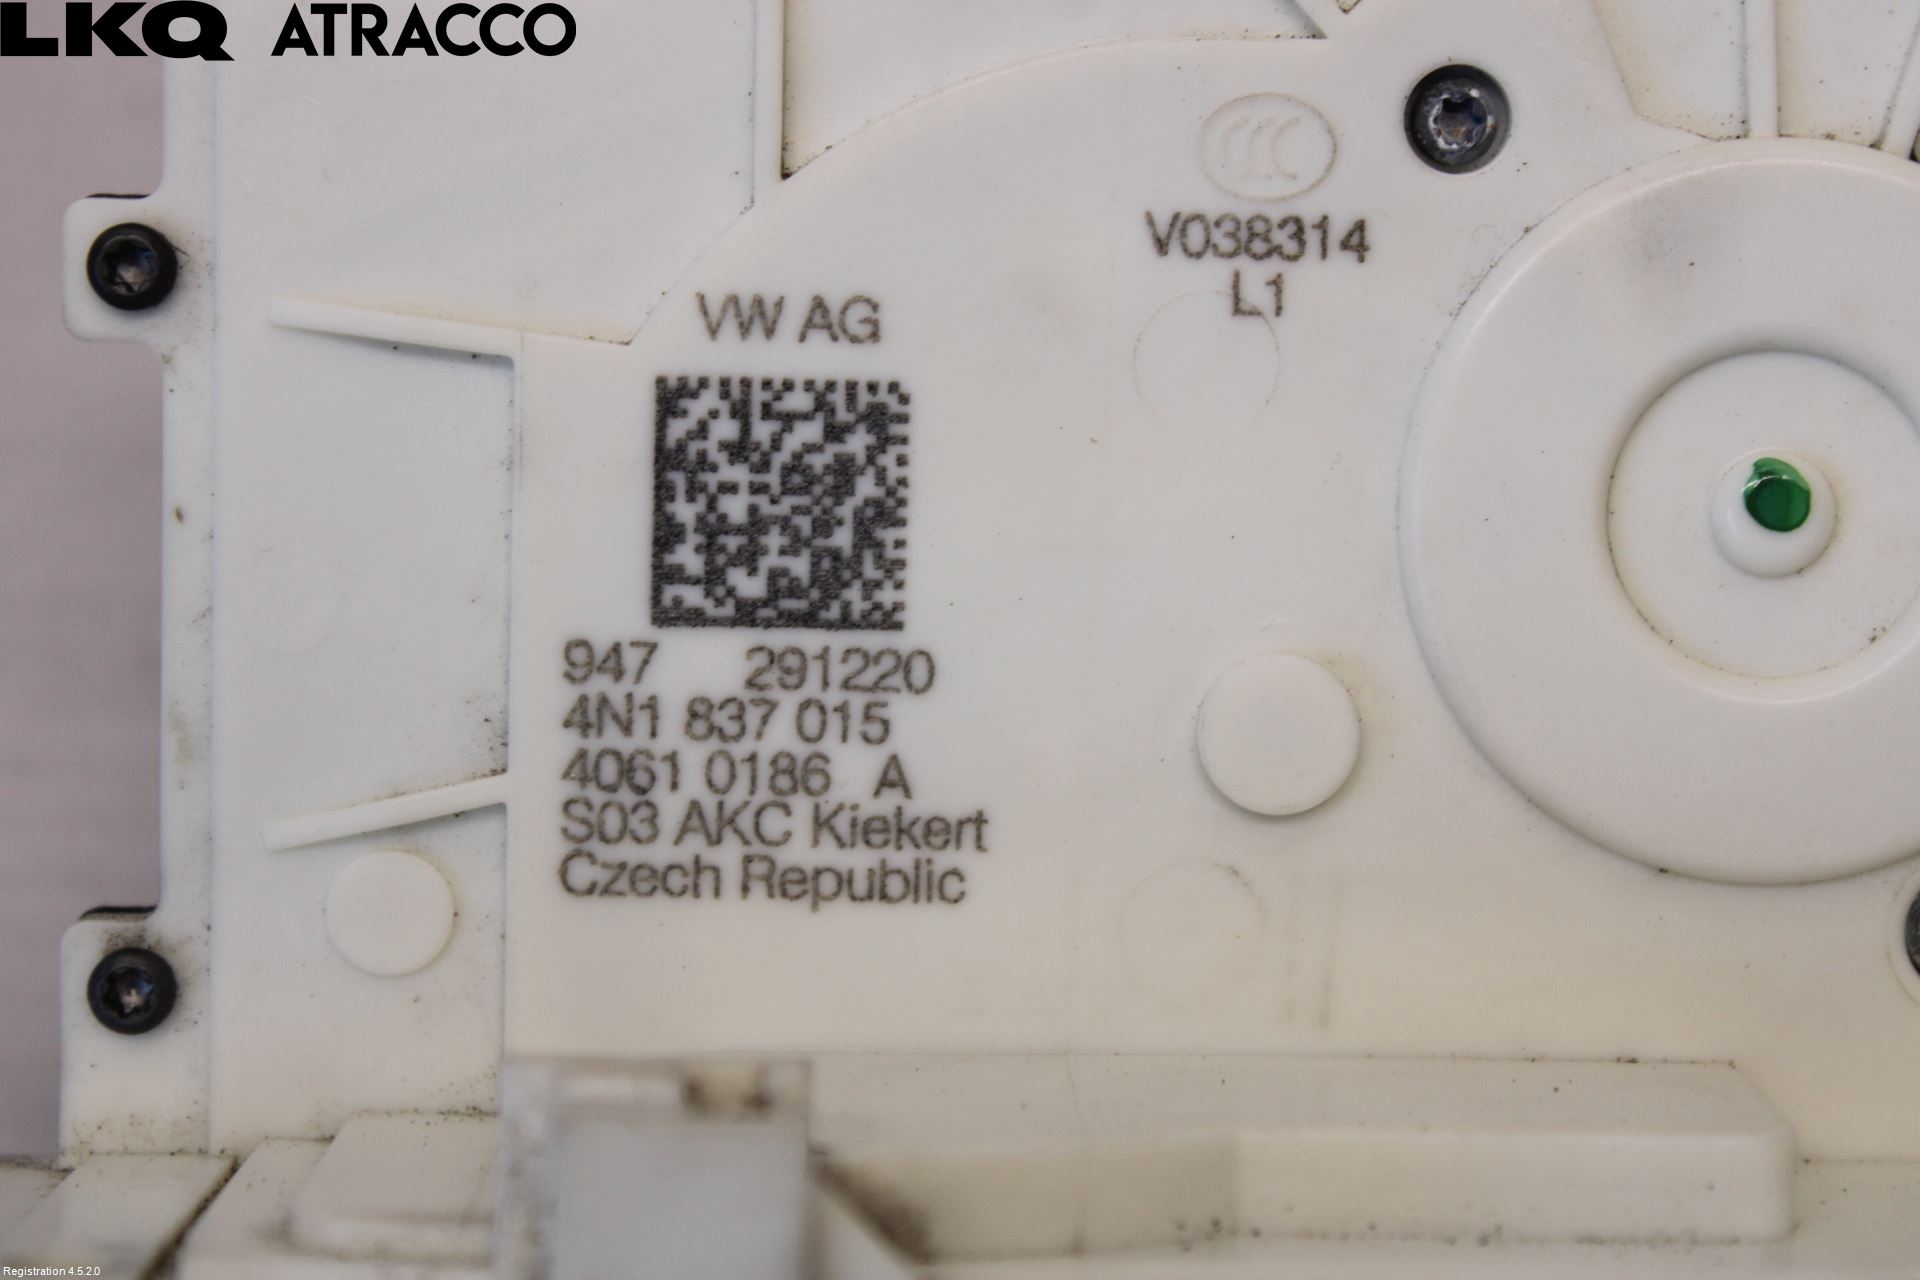 LKQ ATRACCO
CCC
V038314
L1
VW AG
947 291220
4N1 837 015
4061 0186 A
S03 AKC Kiekert
Czech Republic
Registration 4.5.2.0